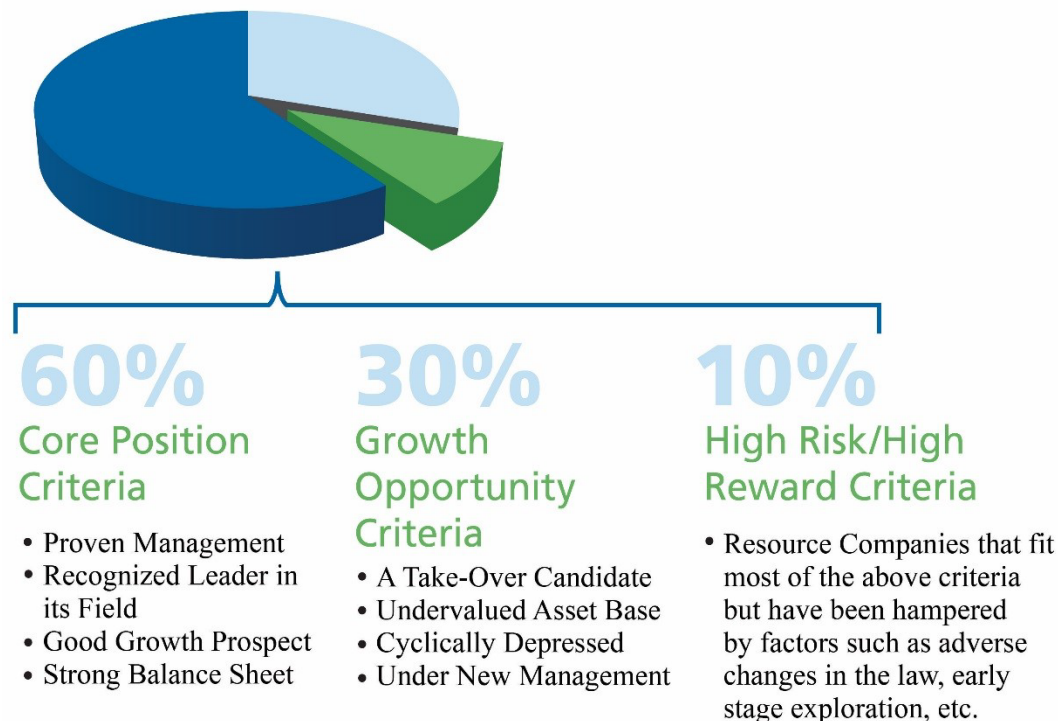 60%
Core Position
Criteria
• Proven Management
• Recognized Leader in
its Field
• Good Growth Prospect
• Strong Balance Sheet
30%
Growth
Opportunity
Criteria
• A Take-Over Candidate
• Undervalued Asset Base
• Cyclically Depressed
• Under New Management
10%
High Risk/High
Reward Criteria
• Resource Companies that fit
most of the above criteria
but have been hampered
by factors such as adverse
changes in the law, early
stage exploration, etc.